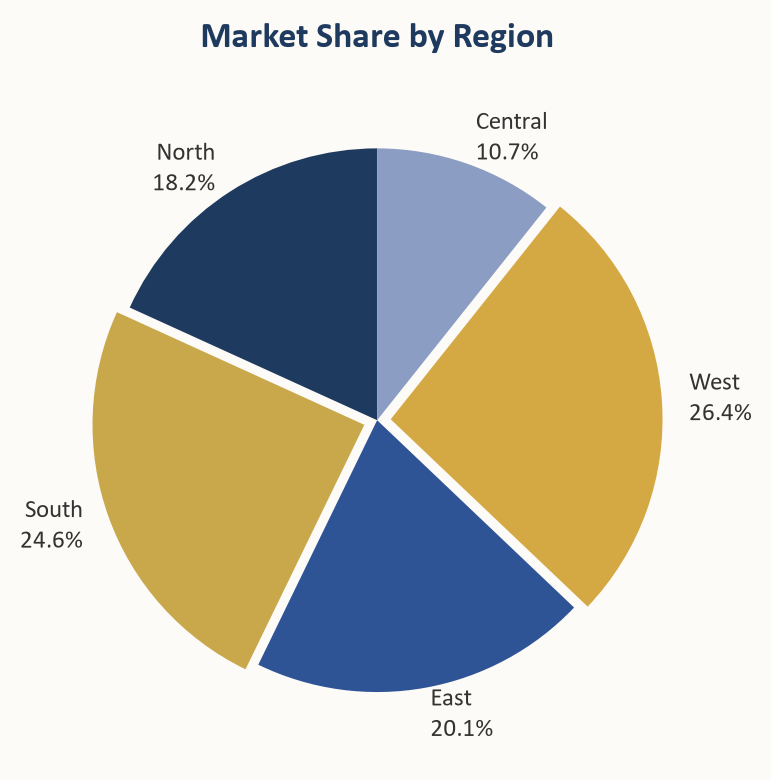 Market Share by Region
Central
10.7%
North
18.2%
West
26.4%
South
24.6%
East
20.1%